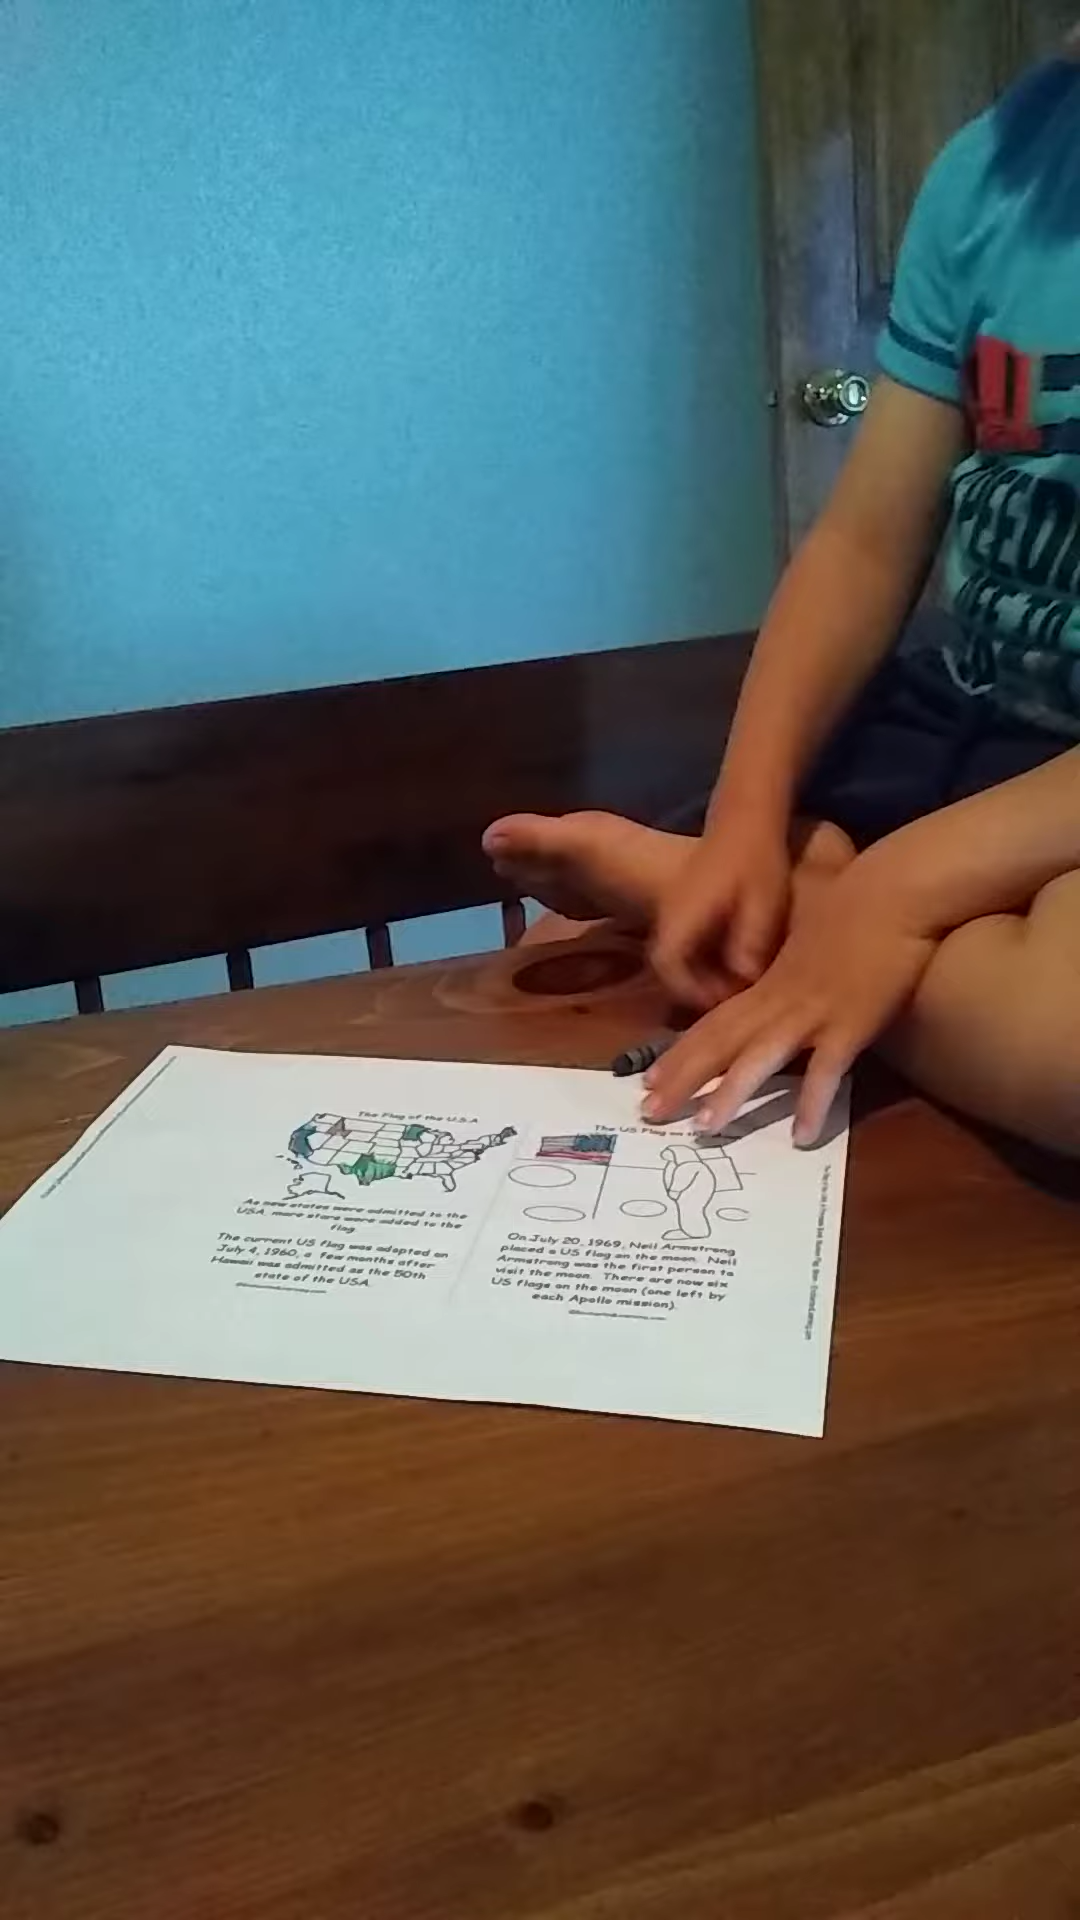 The Flag of the U.S.A
As new states were admitted to the
USA, more stars were added to the
flag.
The current US flag was adopted on
July 4, 1960, a few months after
Hawaii was admitted as the 50th
state of the USA.
The US Flag on
On July 20, 1969, Neil Armstrong
placed a US flag on the moon. Neil
Armstrong was the first person to
visit the moon. There are now six
US flags on the moon (one left by
each Apollo mission).